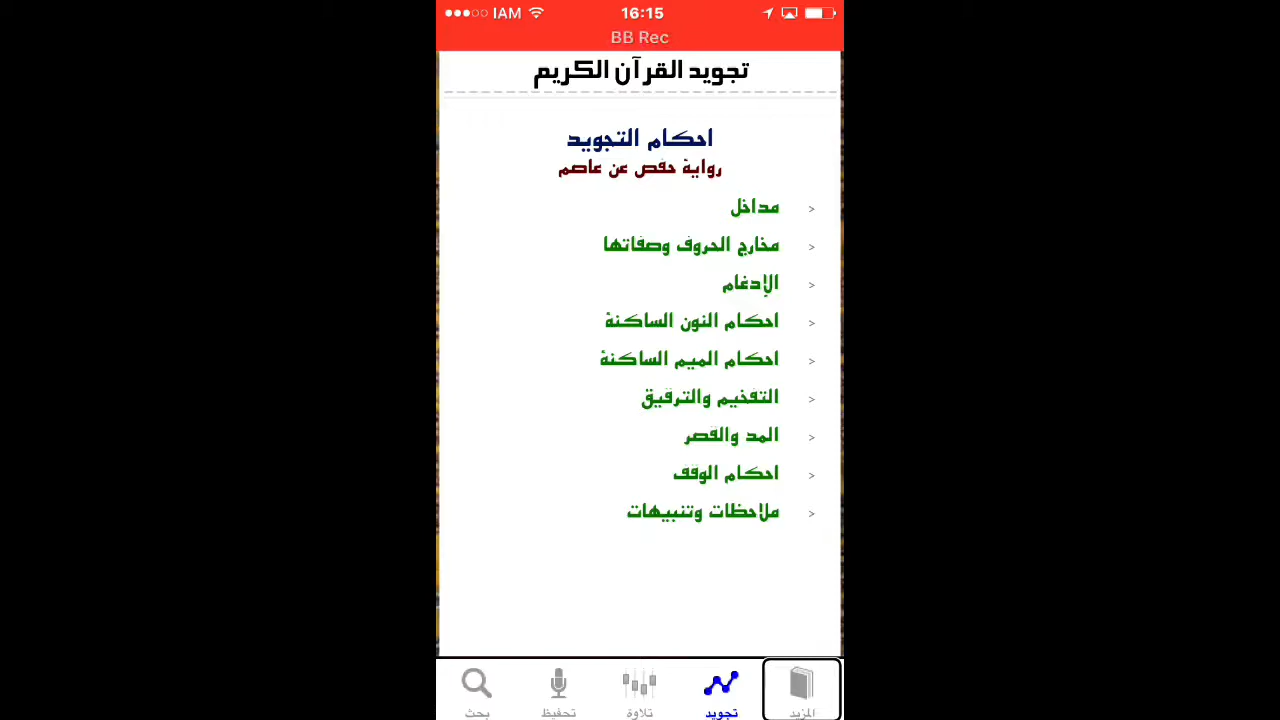 IAM 16:15
BB Rec
تجويد القرآن الكريم
احكام التجويد
رواية حفص عن عاصم
مداخل >
مخارج الحروف وصفاتها >
الإدغام >
احكام النون الساكنة >
احكام الميم الساكنة >
التفخيم والترقيق >
المد والقصر >
احكام الوقف >
ملاحظات وتنبيهات >
المزيد تجويد تلاوة تحفيظ بحث